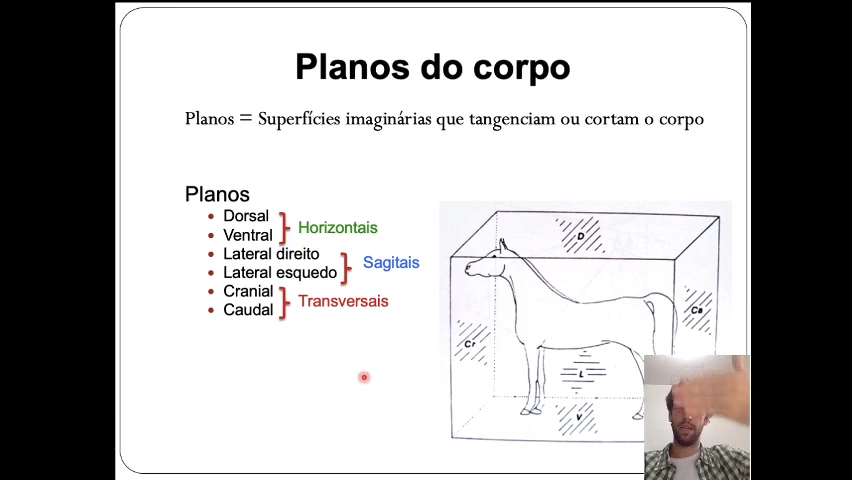 Planos do corpo
Planos = Superfícies imaginárias que tangenciam ou cortam o corpo
Planos
• Dorsal
• Ventral
Horizontais
• Lateral direito
• Lateral esquedo
Sagitais
• Cranial
• Caudal
Transversais
D
Ca
Cr
L
V